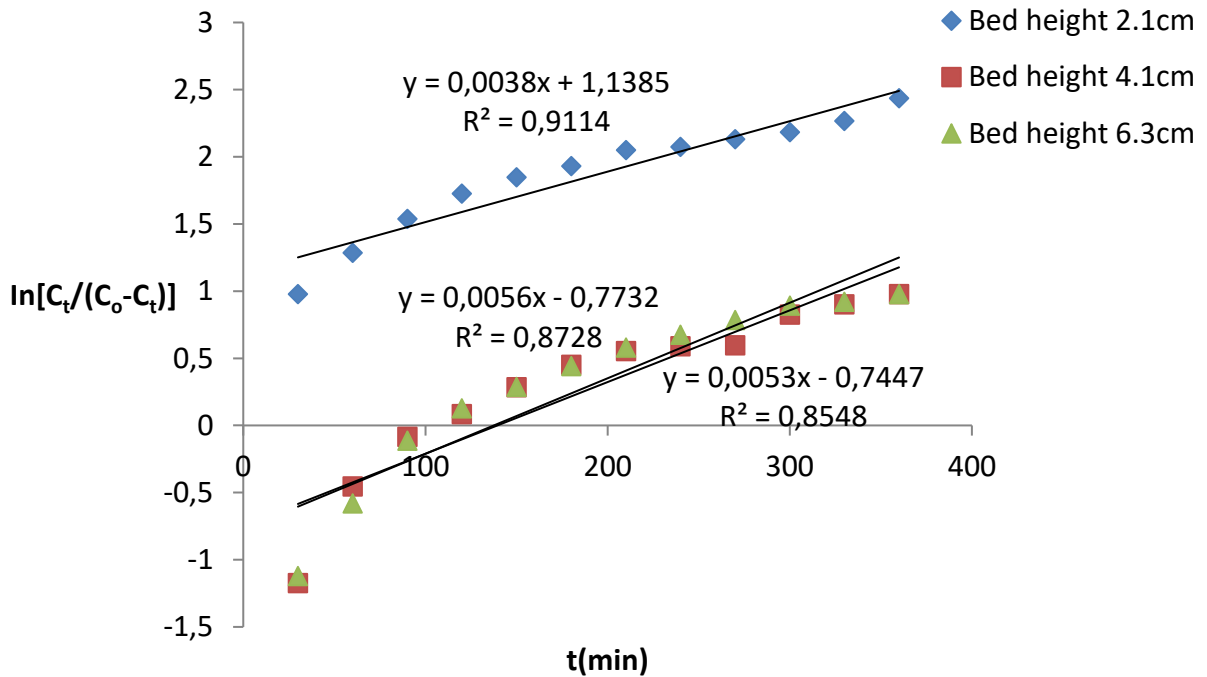 3
2,5
2
1,5
1
0,5
0
-0,5
-1
-1,5
0
100
200
300
400
ln[Ct/(Co-Ct)]
t(min)
y = 0,0038x + 1,1385
R² = 0,9114
y = 0,0056x - 0,7732
R² = 0,8728
y = 0,0053x - 0,7447
R² = 0,8548
Bed height 2.1cm
Bed height 4.1cm
Bed height 6.3cm